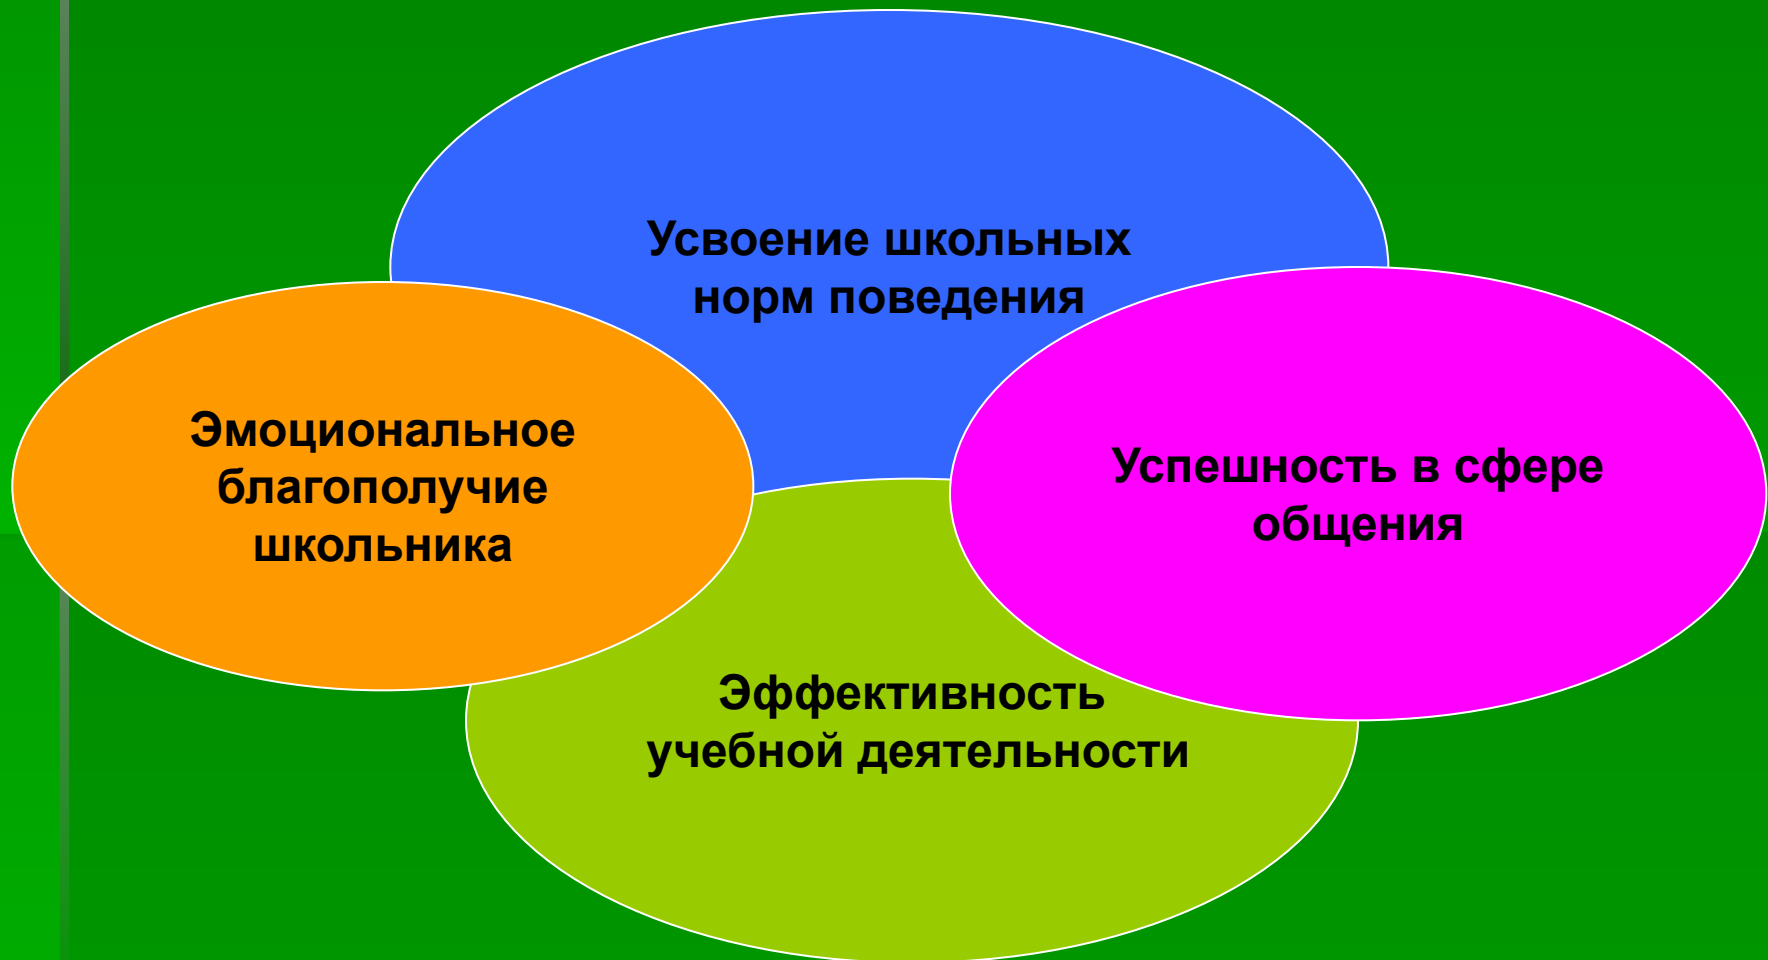 Усвоение школьных
норм поведения
Эмоциональное
благополучие
школьника
Успешность в сфере
общения
Эффективность
учебной деятельности